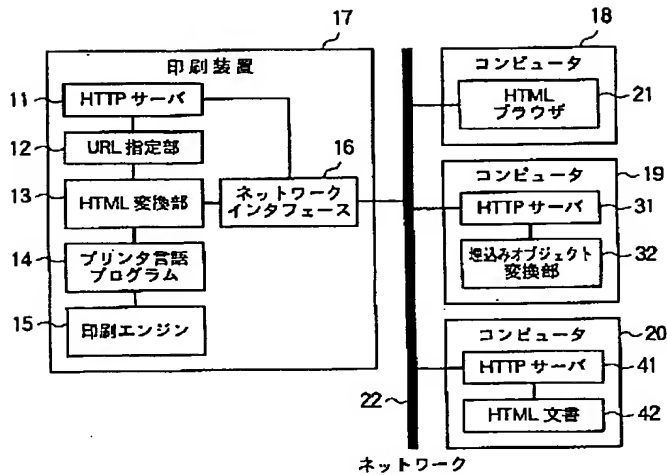 17
印刷装置
11
HTTP サーバ
12
URL 指定部
13
HTML 変換部
14
プリンタ言語
プログラム
15
印刷エンジン
16
ネットワーク
インタフェース
18
コンピュータ
HTML
ブラウザ
21
コンピュータ
19
HTTP サーバ
31
埋込みオブジェクト
変換部
32
コンピュータ
20
HTTP サーバ
41
HTML 文書
42
22
ネットワーク